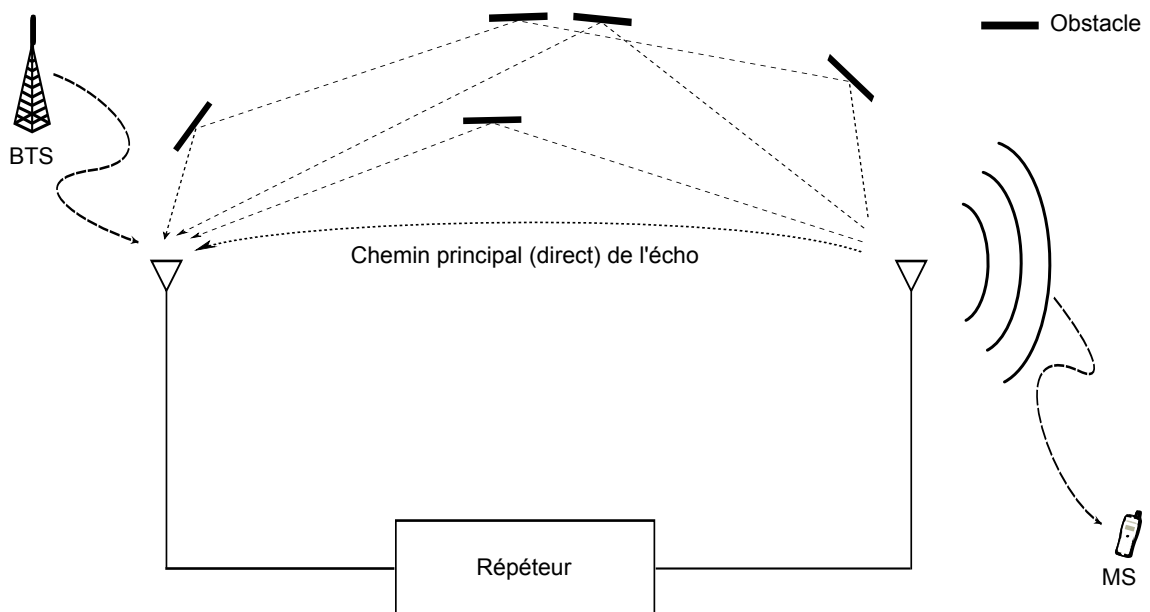 Obstacle
BTS
Chemin principal (direct) de l'écho
Répéteur
MS